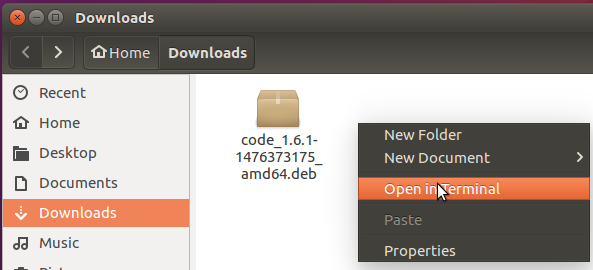 Downloads
Home Downloads
Recent
Home
Desktop
Documents
Downloads
Music
code_1.6.1-
1476373175_
amd64.deb
New Folder
New Document
Open in Terminal
Paste
Properties